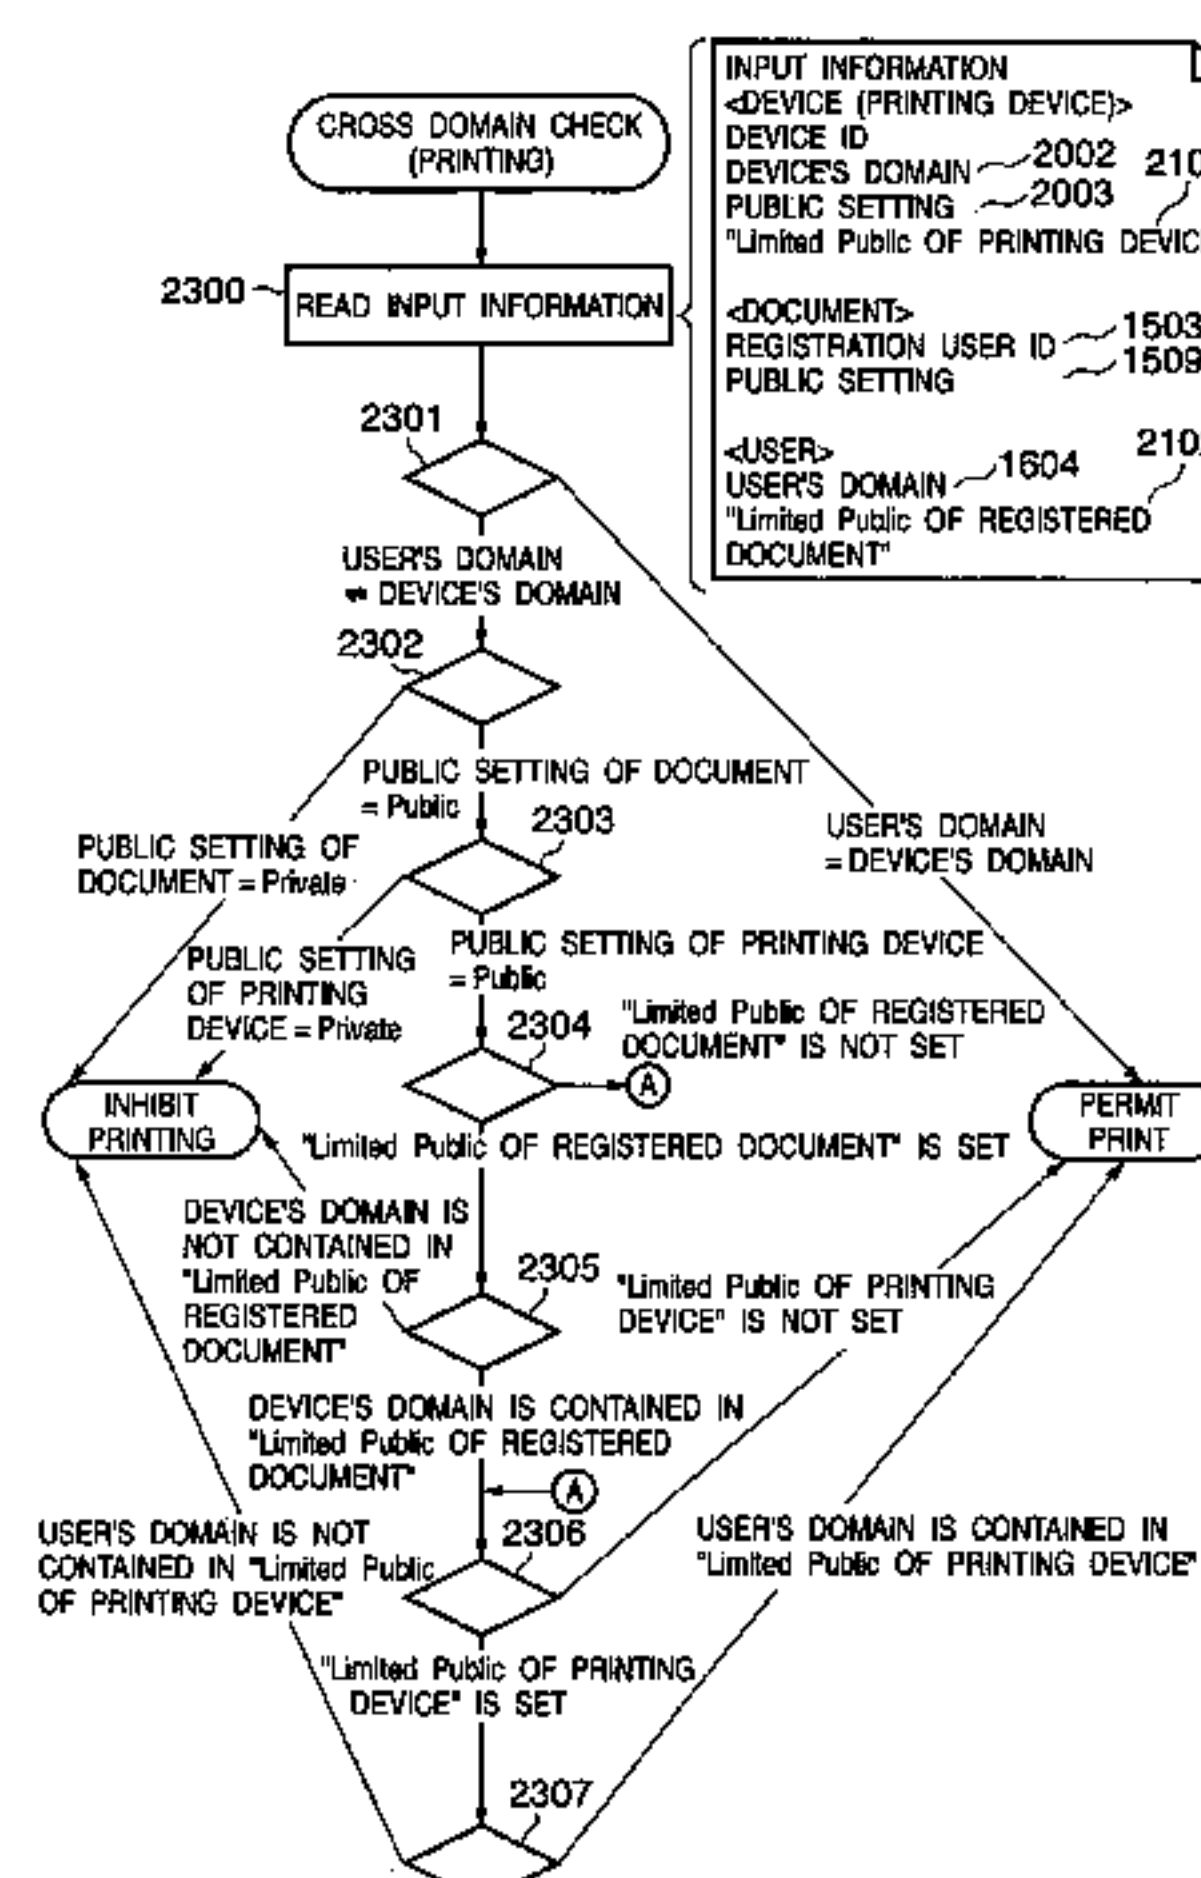 CROSS DOMAIN CHECK
(PRINTING)
INPUT INFORMATION
<DEVICE (PRINTING DEVICE)>
DEVICE ID
DEVICE'S DOMAIN 2002
PUBLIC SETTING 2003
"Limited Public OF PRINTING
<DOCUMENT>
REGISTRATION USER ID 1503
PUBLIC SETTING 1509
<USER>
USER'S DOMAIN 1604
"Limited Public OF REGISTERED
DOCUMENT"
2300
READ INPUT INFORMATION
2301
USER'S DOMAIN
≠ DEVICE'S DOMAIN
2302
PUBLIC SETTING OF DOCUMENT
= Public
USER'S DOMAIN
= DEVICE'S DOMAIN
PUBLIC SETTING OF
DOCUMENT = Private
2303
PUBLIC SETTING OF PRINTING DEVICE
= Public
PUBLIC SETTING
OF PRINTING
DEVICE = Private
2304
"Limited Public OF REGISTERED
DOCUMENT" IS NOT SET
A
INHIBIT
PRINTING
PERMIT
PRINT
"Limited Public OF REGISTERED DOCUMENT" IS SET
DEVICE'S DOMAIN IS
NOT CONTAINED IN
"Limited Public OF
REGISTERED
DOCUMENT"
2305
"Limited Public OF PRINTING
DEVICE" IS NOT SET
DEVICE'S DOMAIN IS CONTAINED IN
"Limited Public OF REGISTERED
DOCUMENT"
A
2306
USER'S DOMAIN IS NOT
CONTAINED IN "Limited Public
OF PRINTING DEVICE"
USER'S DOMAIN IS CONTAINED IN
"Limited Public OF PRINTING DEVICE"
"Limited Public OF PRINTING
DEVICE" IS SET
2307